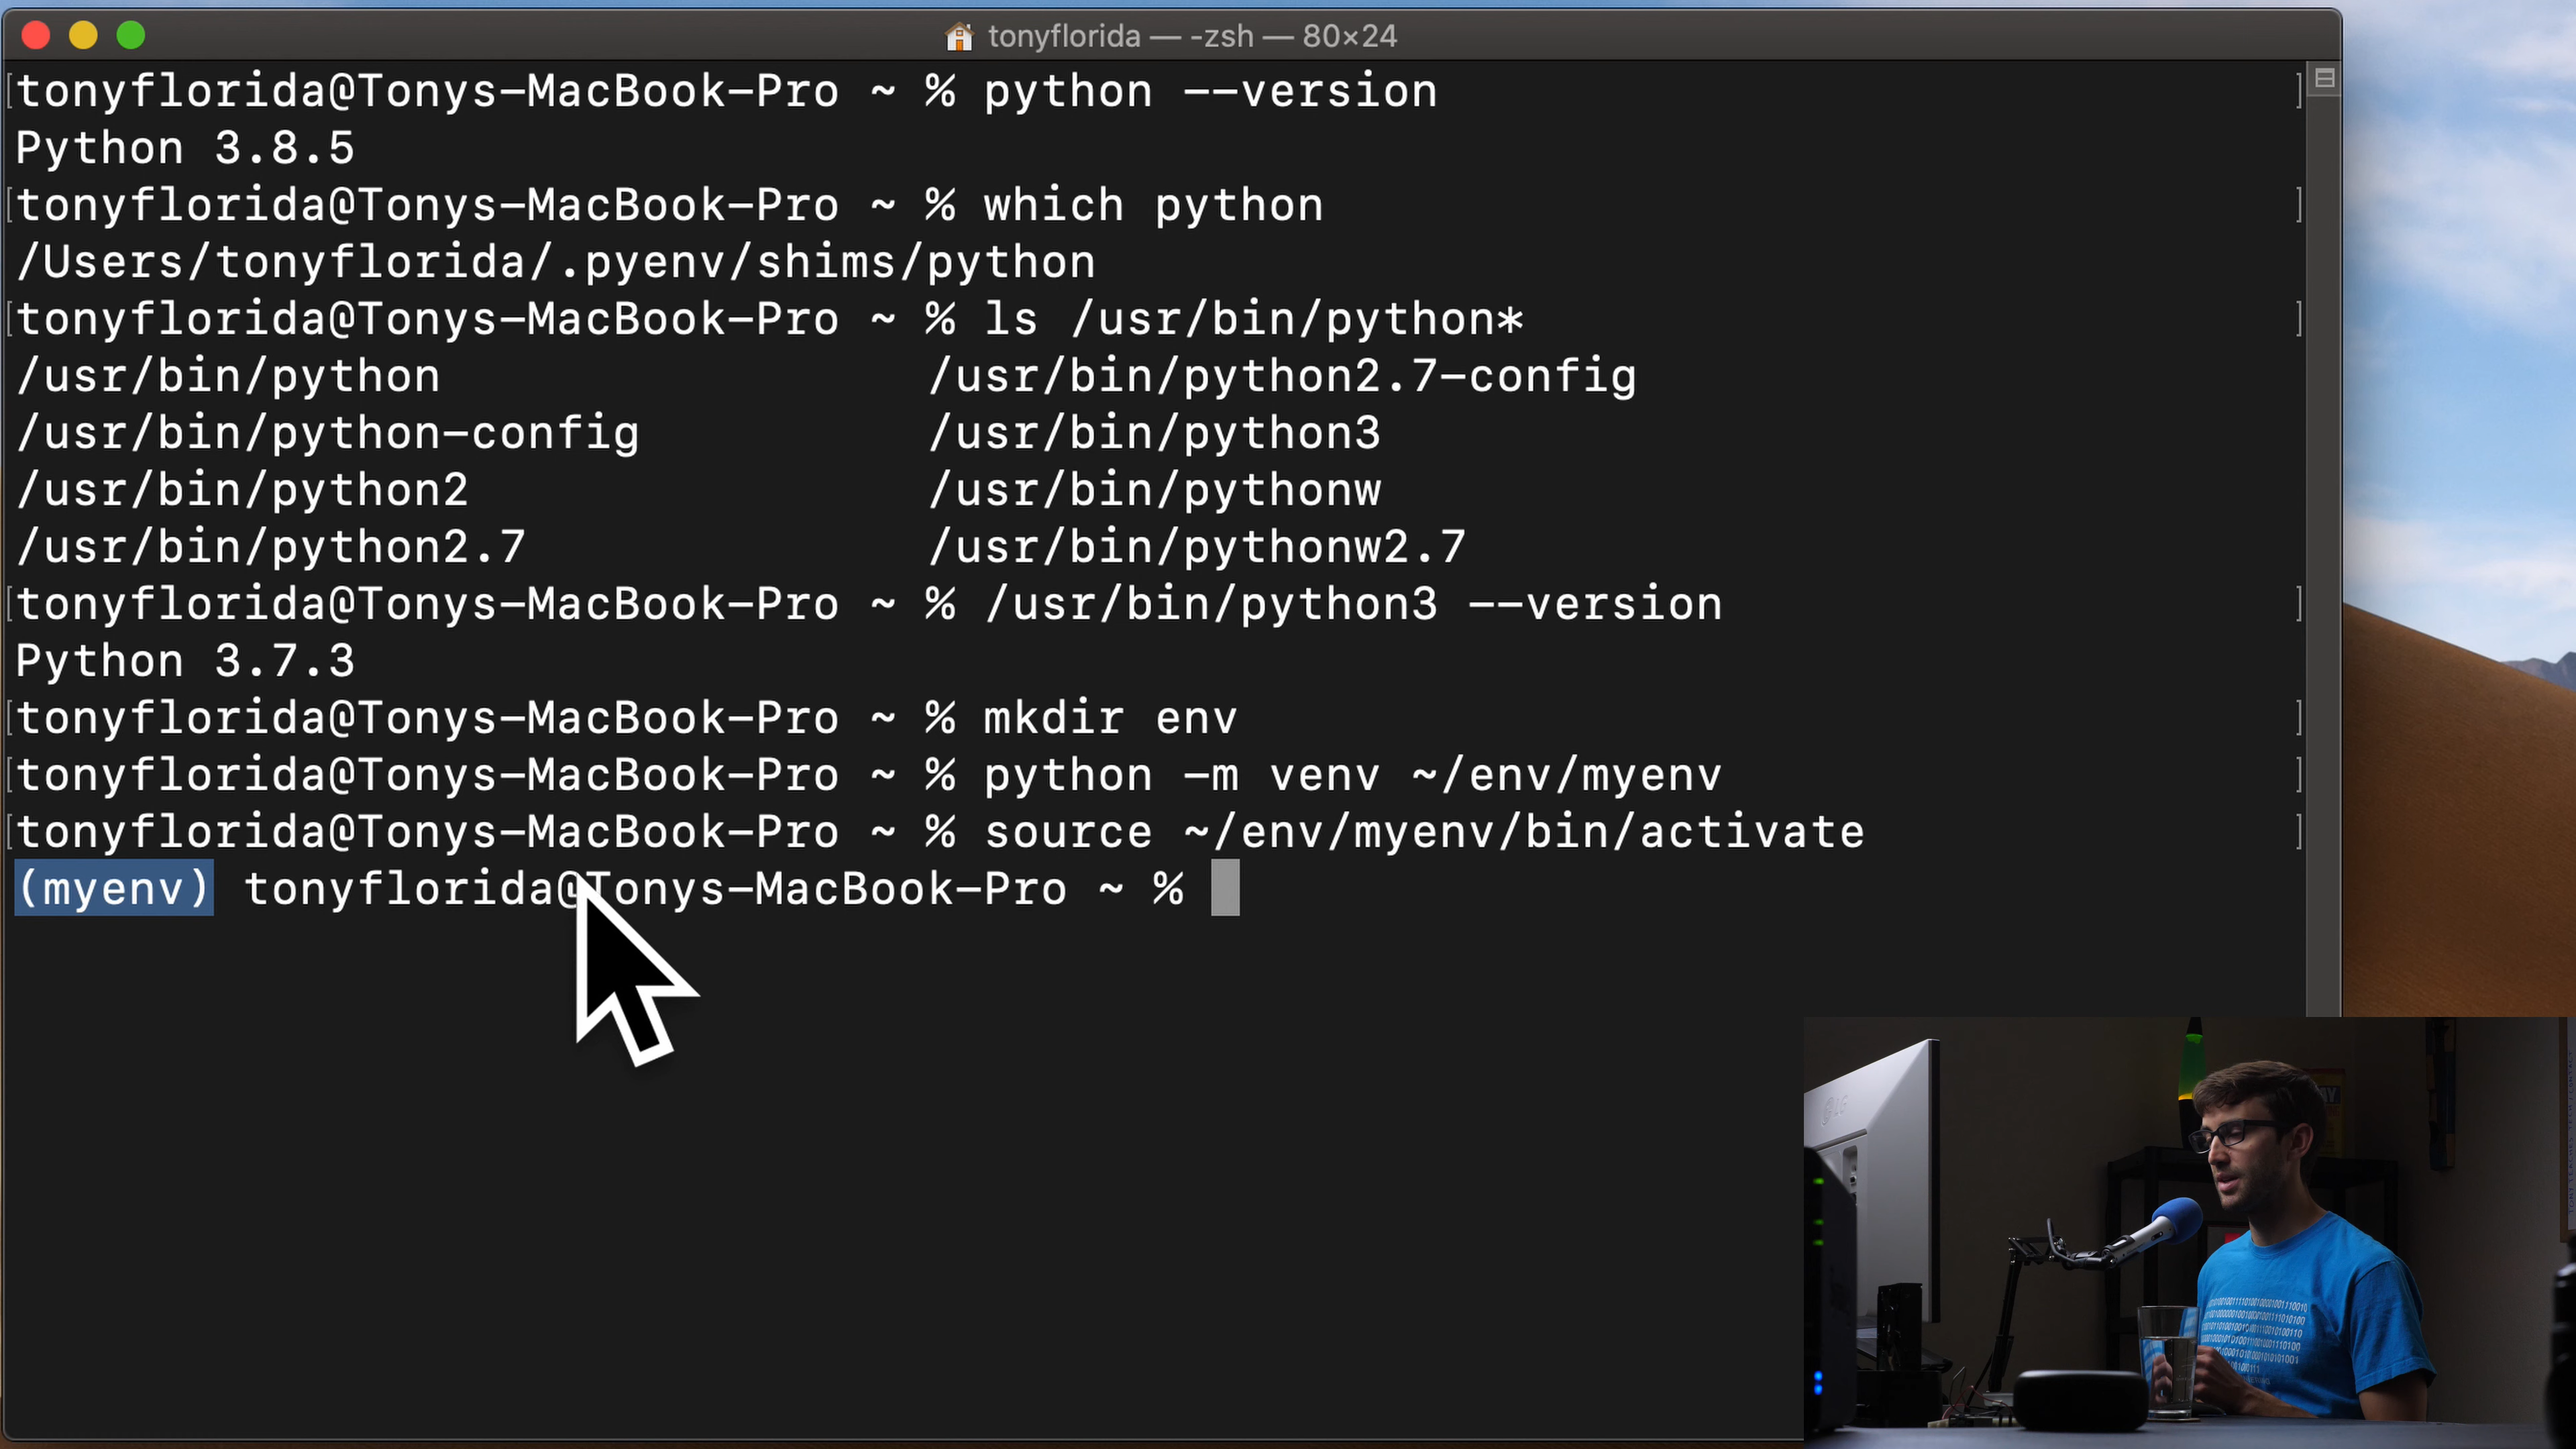 tonyflorida — -zsh — 80×24
[tonyflorida@Tonys-MacBook-Pro ~ % python --version ]
Python 3.8.5
[tonyflorida@Tonys-MacBook-Pro ~ % which python ]
/Users/tonyflorida/.pyenv/shims/python
[tonyflorida@Tonys-MacBook-Pro ~ % ls /usr/bin/python* ]
/usr/bin/python /usr/bin/python2.7-config
/usr/bin/python-config /usr/bin/python3
/usr/bin/python2 /usr/bin/pythonw
/usr/bin/python2.7 /usr/bin/pythonw2.7
[tonyflorida@Tonys-MacBook-Pro ~ % /usr/bin/python3 --version ]
Python 3.7.3
[tonyflorida@Tonys-MacBook-Pro ~ % mkdir env ]
[tonyflorida@Tonys-MacBook-Pro ~ % python -m venv ~/env/myenv ]
[tonyflorida@Tonys-MacBook-Pro ~ % source ~/env/myenv/bin/activate ]
(myenv) tonyflorida@Tonys-MacBook-Pro ~ %
LG